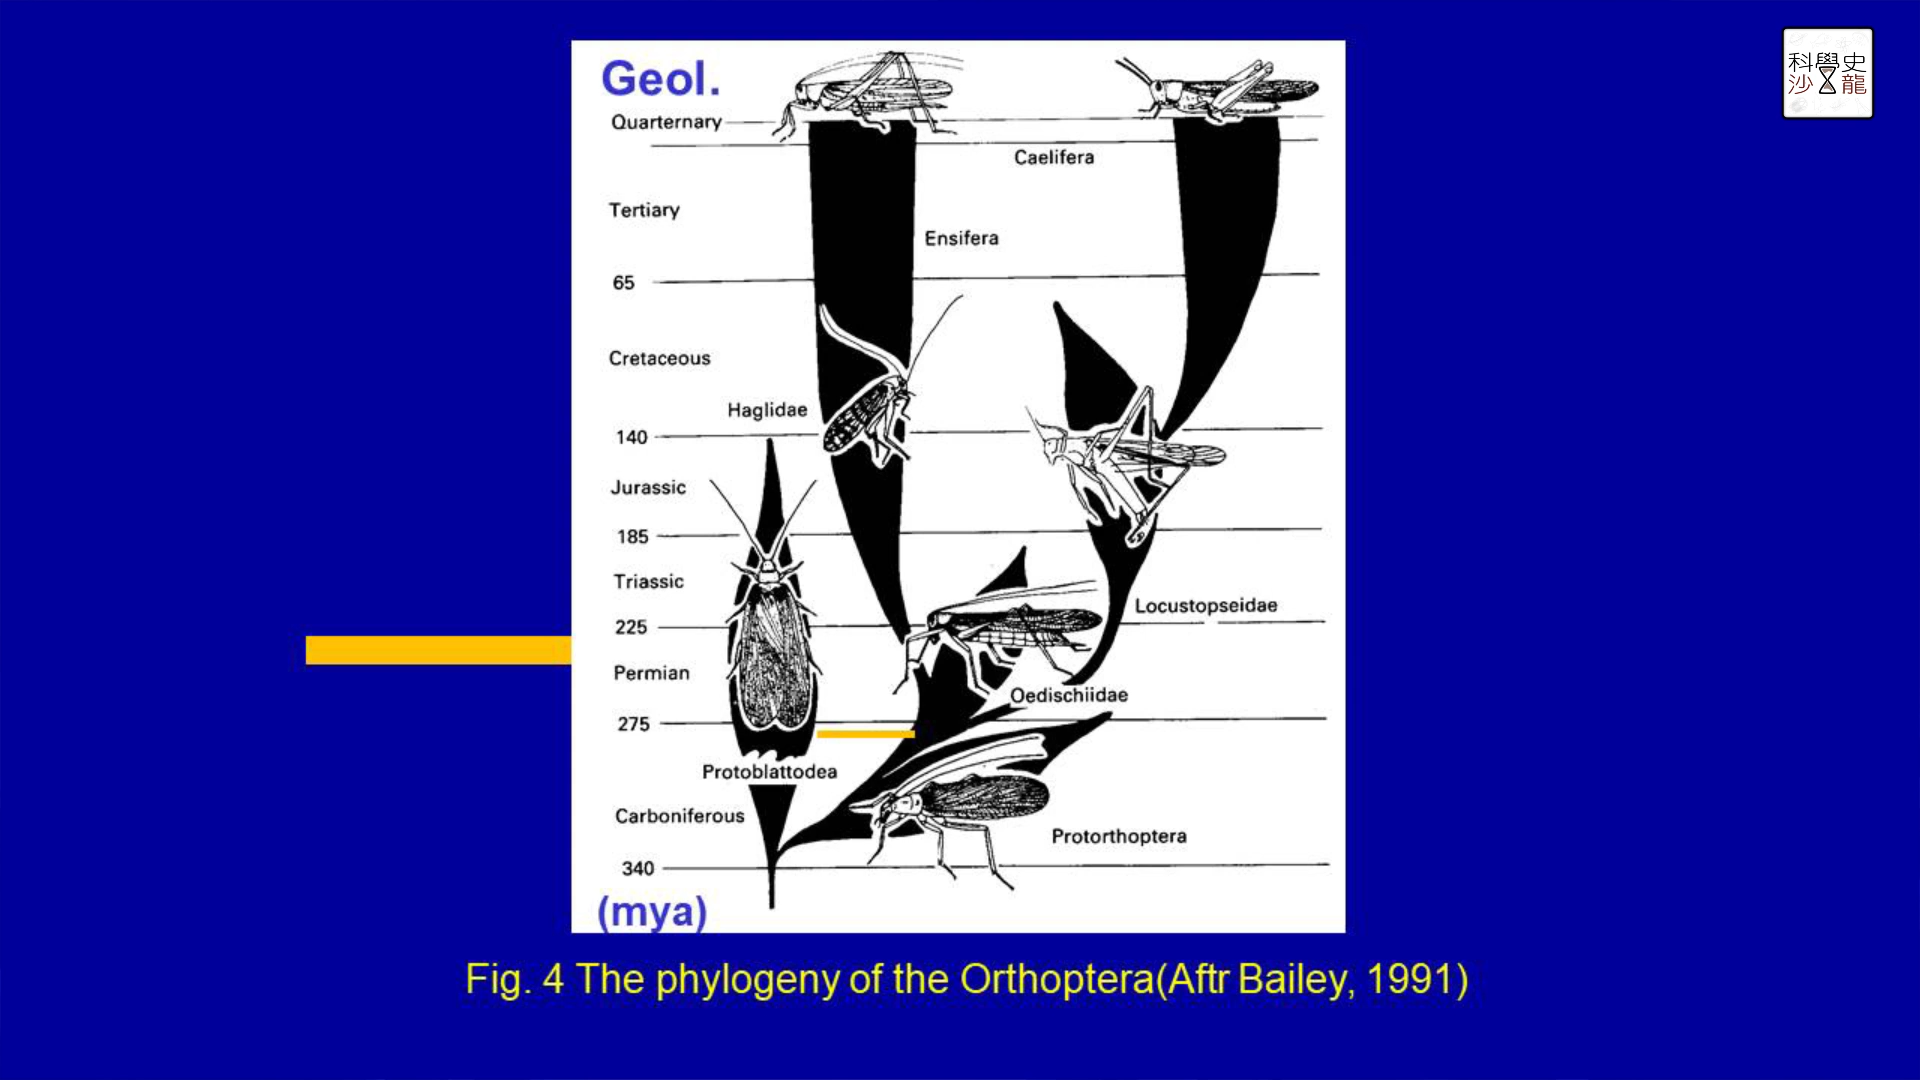 科學史
沙龍
Geol.
Quarternary
Caelifera
Tertiary
Ensifera
65
Cretaceous
Haglidae
140
Jurassic
185
Triassic
Locustopseidae
225
Permian
Oedischiidae
275
Protoblattodea
Carboniferous
Protorthoptera
340
(mya)
Fig. 4 The phylogeny of the Orthoptera(Aftr Bailey, 1991)